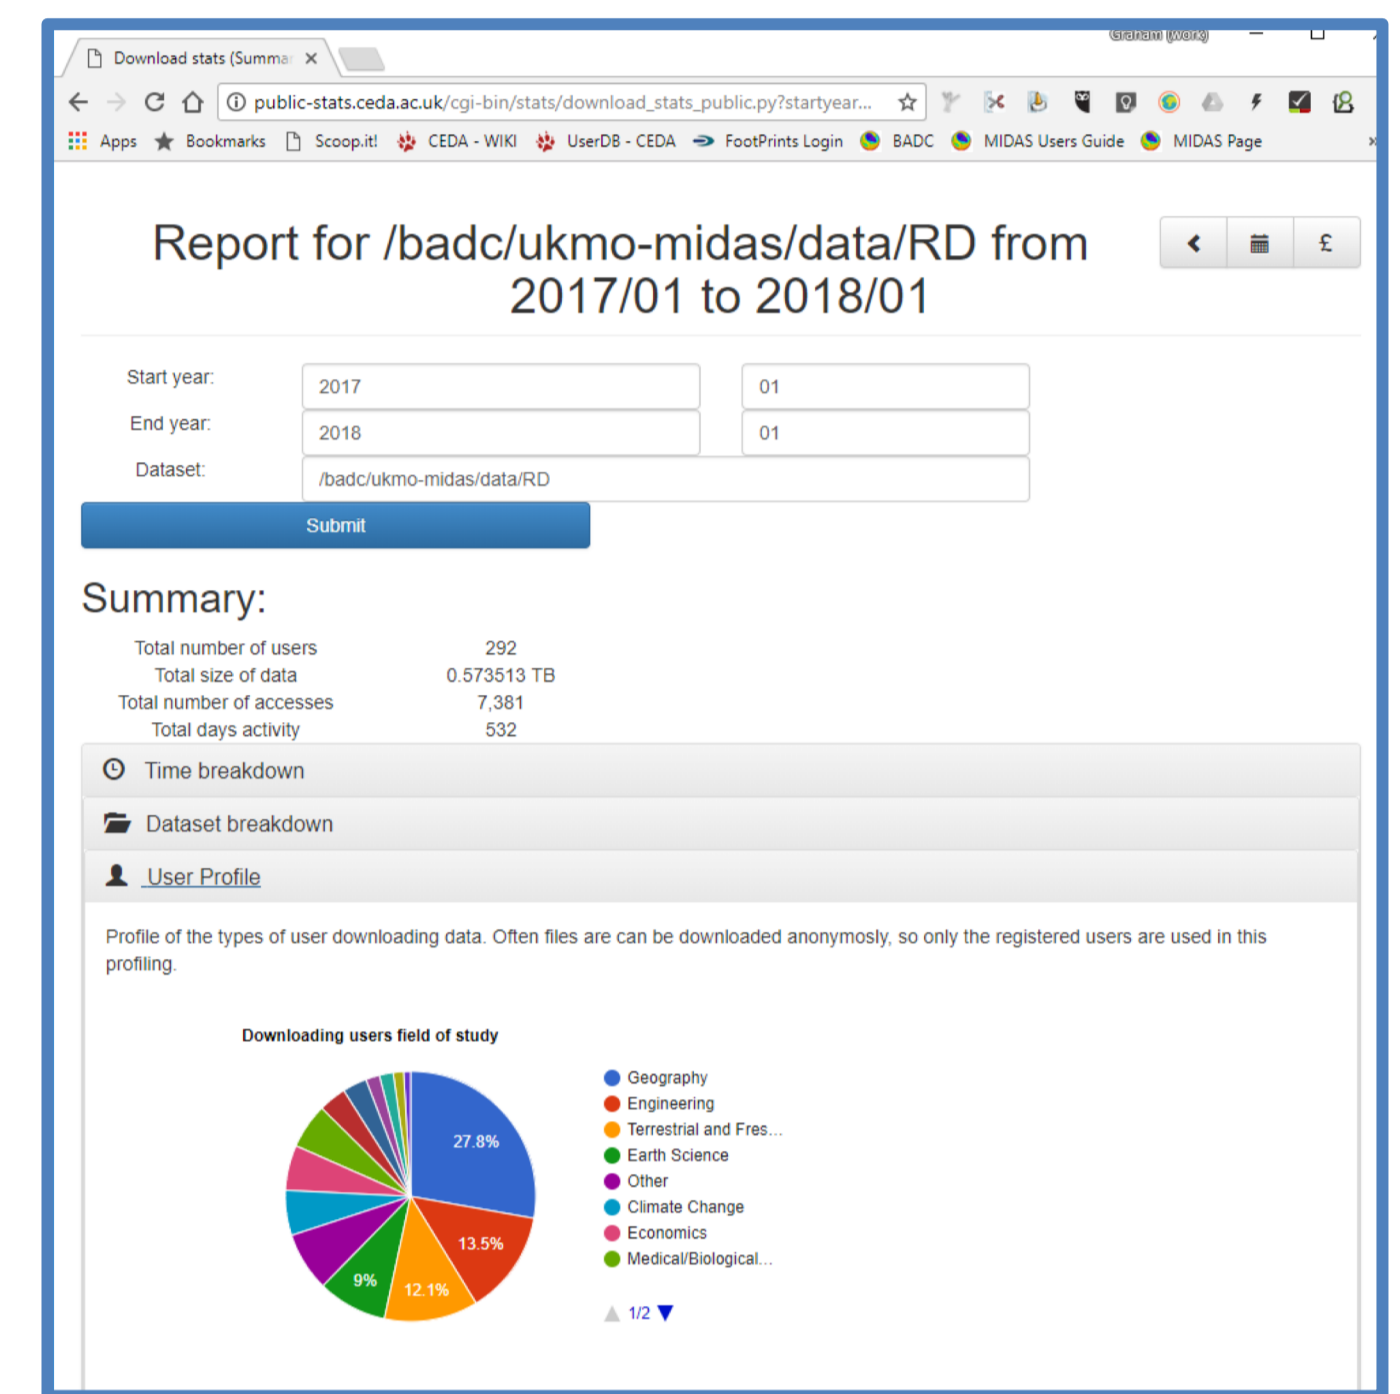 Graham (Work)
Download stats (Summar
public-stats.ceda.ac.uk/cgi-bin/stats/download_stats_public.py?startyear...
Apps Bookmarks Scoop.it! CEDA - WIKI UserDB - CEDA FootPrints Login BADC MIDAS Users Guide MIDAS Page »
Report for /badc/ukmo-midas/data/RD from
2017/01 to 2018/01
£
Start year: 2017 01
End year: 2018 01
Dataset: /badc/ukmo-midas/data/RD
Submit
Summary:
Total number of users 292
Total size of data 0.573513 TB
Total number of accesses 7,381
Total days activity 532
Time breakdown
Dataset breakdown
User Profile
Profile of the types of user downloading data. Often files are can be downloaded anonymosly, so only the registered users are used in this
profiling.
Downloading users field of study
27.8%
13.5%
12.1%
9%
Geography
Engineering
Terrestrial and Fres...
Earth Science
Other
Climate Change
Economics
Medical/Biological...
1/2